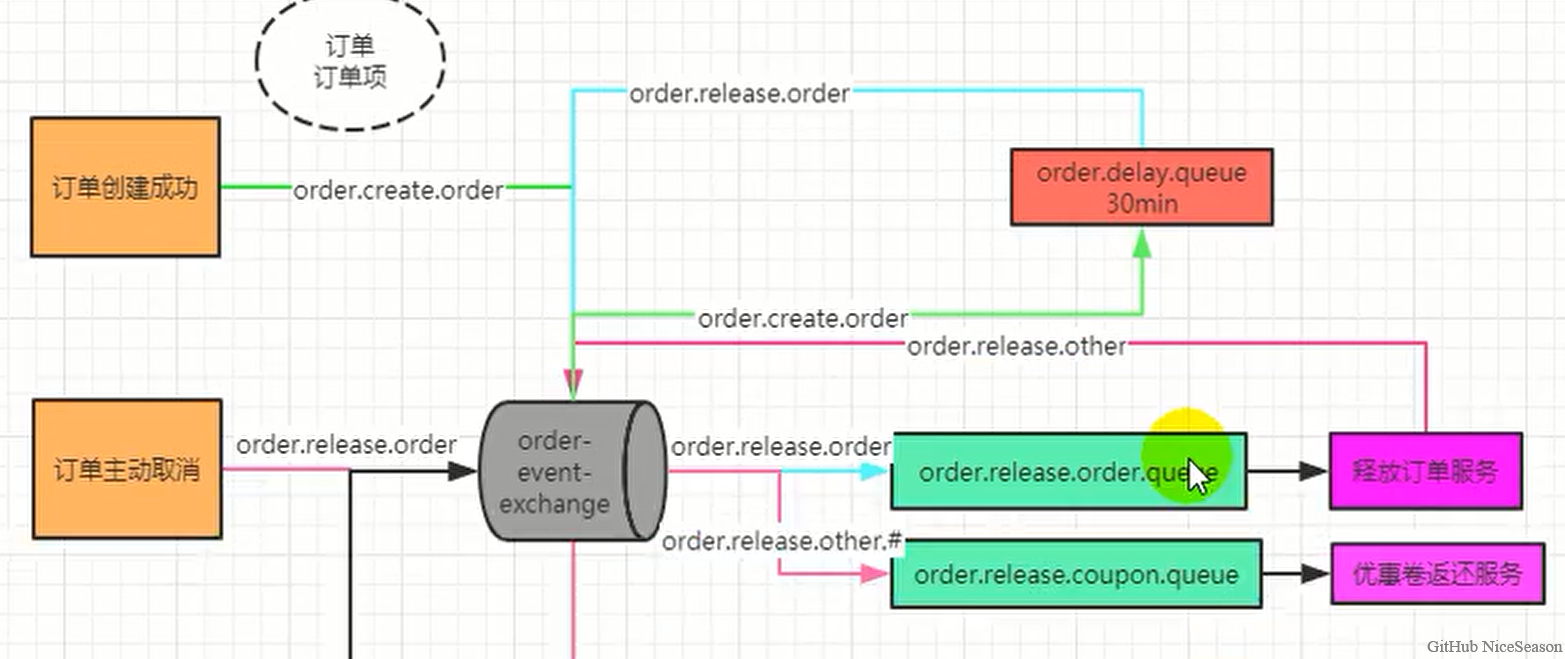 订单
订单项
order.release.order
订单创建成功
order.create.order
order.delay.queue
30min
order.create.order
order.release.other
订单主动取消
order.release.order
order-
event-
exchange
order.release.order
order.release.order.queue
释放订单服务
order.release.other.#
order.release.coupon.queue
优惠卷返还服务
GitHub NiceSeason